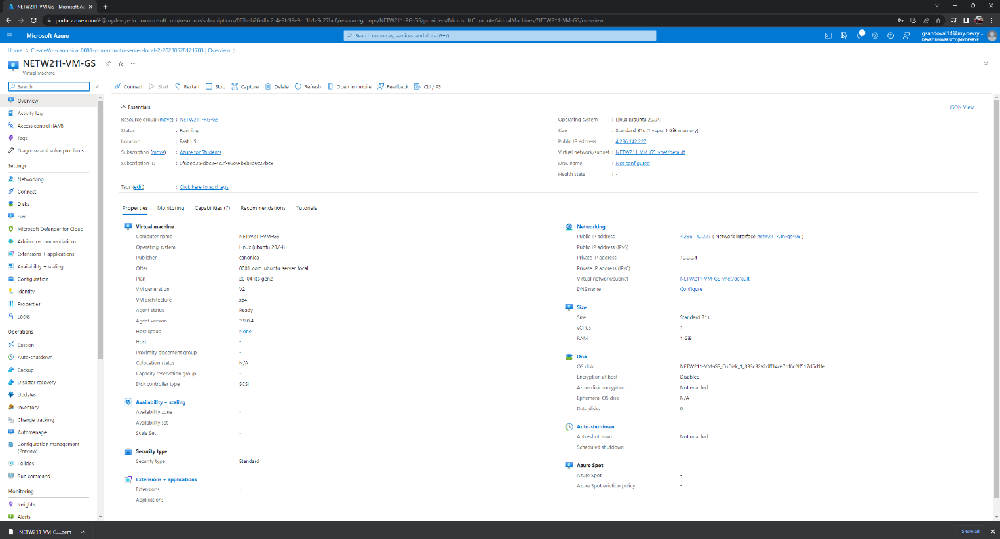 NETW211-VM-GS - Microsoft Az
portal.azure.com/#@mydevryedu.onmicrosoft.com/resource/subscriptions/0f6beb26-dbc2-4e2f-99e9-b3b1a9c27bc8/resourcegroups/NETW211-RG-GS/providers/Microsoft.Compute/virtualMachines/NETW211-VM-GS/overview
Microsoft Azure
Search resources, services, and docs (G+/)
1
gsandoval14@my.devry...
DEVRY UNIVERSITY (MYDEVRYE...
Home > CreateVm-canonical.0001-com-ubuntu-server-focal-2-20230528121703 | Overview >
NETW211-VM-GS
Virtual machine
Search
Connect Start Restart Stop Capture Delete Refresh Open in mobile Feedback CLI / PS
Overview
Activity log
Access control (IAM)
Tags
Diagnose and solve problems
Settings
Networking
Connect
Disks
Size
Microsoft Defender for Cloud
Advisor recommendations
Extensions + applications
Availability + scaling
Configuration
Identity
Properties
Locks
Operations
Bastion
Auto-shutdown
Backup
Disaster recovery
Updates
Inventory
Change tracking
Automanage
Configuration management
(Preview)
Policies
Run command
Monitoring
Insights
Alerts
Essentials
JSON View
Resource group (move) : NETW211-RG-GS
Status : Running
Location : East US
Subscription (move) : Azure for Students
Subscription ID : 0f6beb26-dbc2-4e2f-99e9-b3b1a9c27bc8
Operating system : Linux (ubuntu 20.04)
Size : Standard B1s (1 vcpu, 1 GiB memory)
Public IP address : 4.236.142.227
Virtual network/subnet : NETW211-VM-GS-vnet/default
DNS name : Not configured
Health state : -
Tags (edit) : Click here to add tags
Properties Monitoring Capabilities (7) Recommendations Tutorials
Virtual machine
Computer name NETW211-VM-GS
Operating system Linux (ubuntu 20.04)
Publisher canonical
Offer 0001-com-ubuntu-server-focal
Plan 20_04-lts-gen2
VM generation V2
VM architecture x64
Agent status Ready
Agent version 2.9.0.4
Host group None
Host -
Proximity placement group -
Colocation status N/A
Capacity reservation group -
Disk controller type SCSI
Availability + scaling
Availability zone -
Availability set -
Scale Set -
Security type
Security type Standard
Extensions + applications
Extensions -
Applications -
Networking
Public IP address 4.236.142.227 ( Network interface netw211-vm-gs496 )
Public IP address (IPv6) -
Private IP address 10.0.0.4
Private IP address (IPv6) -
Virtual network/subnet NETW211-VM-GS-vnet/default
DNS name Configure
Size
Size Standard B1s
vCPUs 1
RAM 1 GiB
Disk
OS disk NETW211-VM-GS_OsDisk_1_393c32a2dff14ce7bf6cf9f517d5d1fe
Encryption at host Disabled
Azure disk encryption Not enabled
Ephemeral OS disk N/A
Data disks 0
Auto-shutdown
Auto-shutdown Not enabled
Scheduled shutdown -
Azure Spot
Azure Spot -
Azure Spot eviction policy -
NETW211-VM-G....pem
Show all